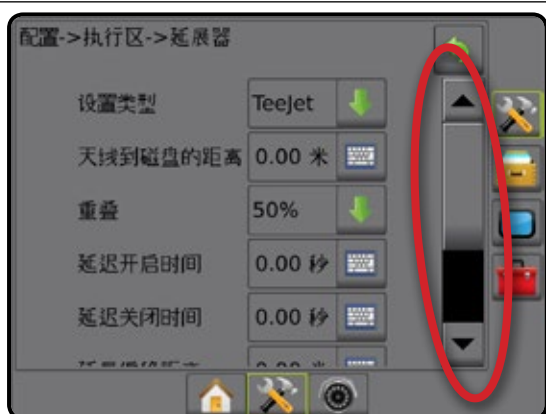 配置->执行区->延展器
设置类型 TeeJet
天线到磁盘的距离 0.00 米
重叠 50%
延迟开启时间 0.00 秒
延迟关闭时间 0.00 秒